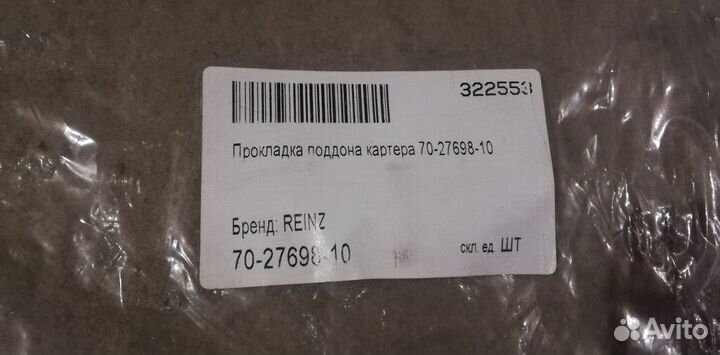 322553
Прокладка поддона картера 70-27698-10
Бренд: REINZ
70-27698-10
скл. ед. ШТ
Avito